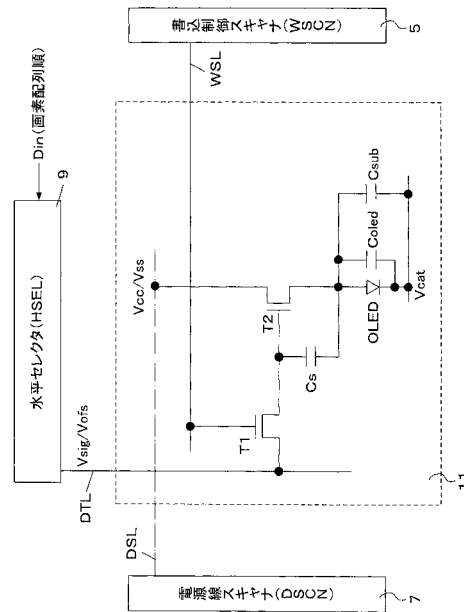 Din(画素配列順)
9
水平セレクタ(HSEL)
Vsig/Vofs
DTL
書込制御スキャナ(WSCN)
5
WSL
DSL
Vcc/Vss
T1
T2
Cs
OLED
Coled
Csub
Vcat
11
電源線スキャナ(DSCN)
7